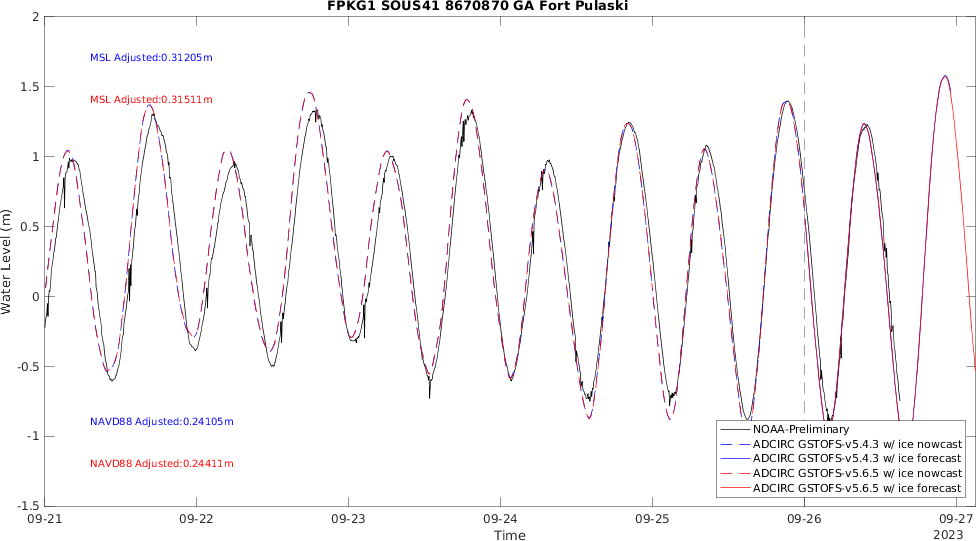 FPKG1 SOUS41 8670870 GA Fort Pulaski
2
1.5
1
0.5
0
-0.5
-1
-1.5
Water Level (m)
MSL Adjusted:0.31205m
MSL Adjusted:0.31511m
NAVD88 Adjusted:0.24105m
NAVD88 Adjusted:0.24411m
NOAA-Preliminary
ADCIRC GSTOFS-v5.4.3 w/ ice nowcast
ADCIRC GSTOFS-v5.4.3 w/ ice forecast
ADCIRC GSTOFS-v5.6.5 w/ ice nowcast
ADCIRC GSTOFS-v5.6.5 w/ ice forecast
09-21 09-22 09-23 09-24 09-25 09-26 09-27
2023
Time